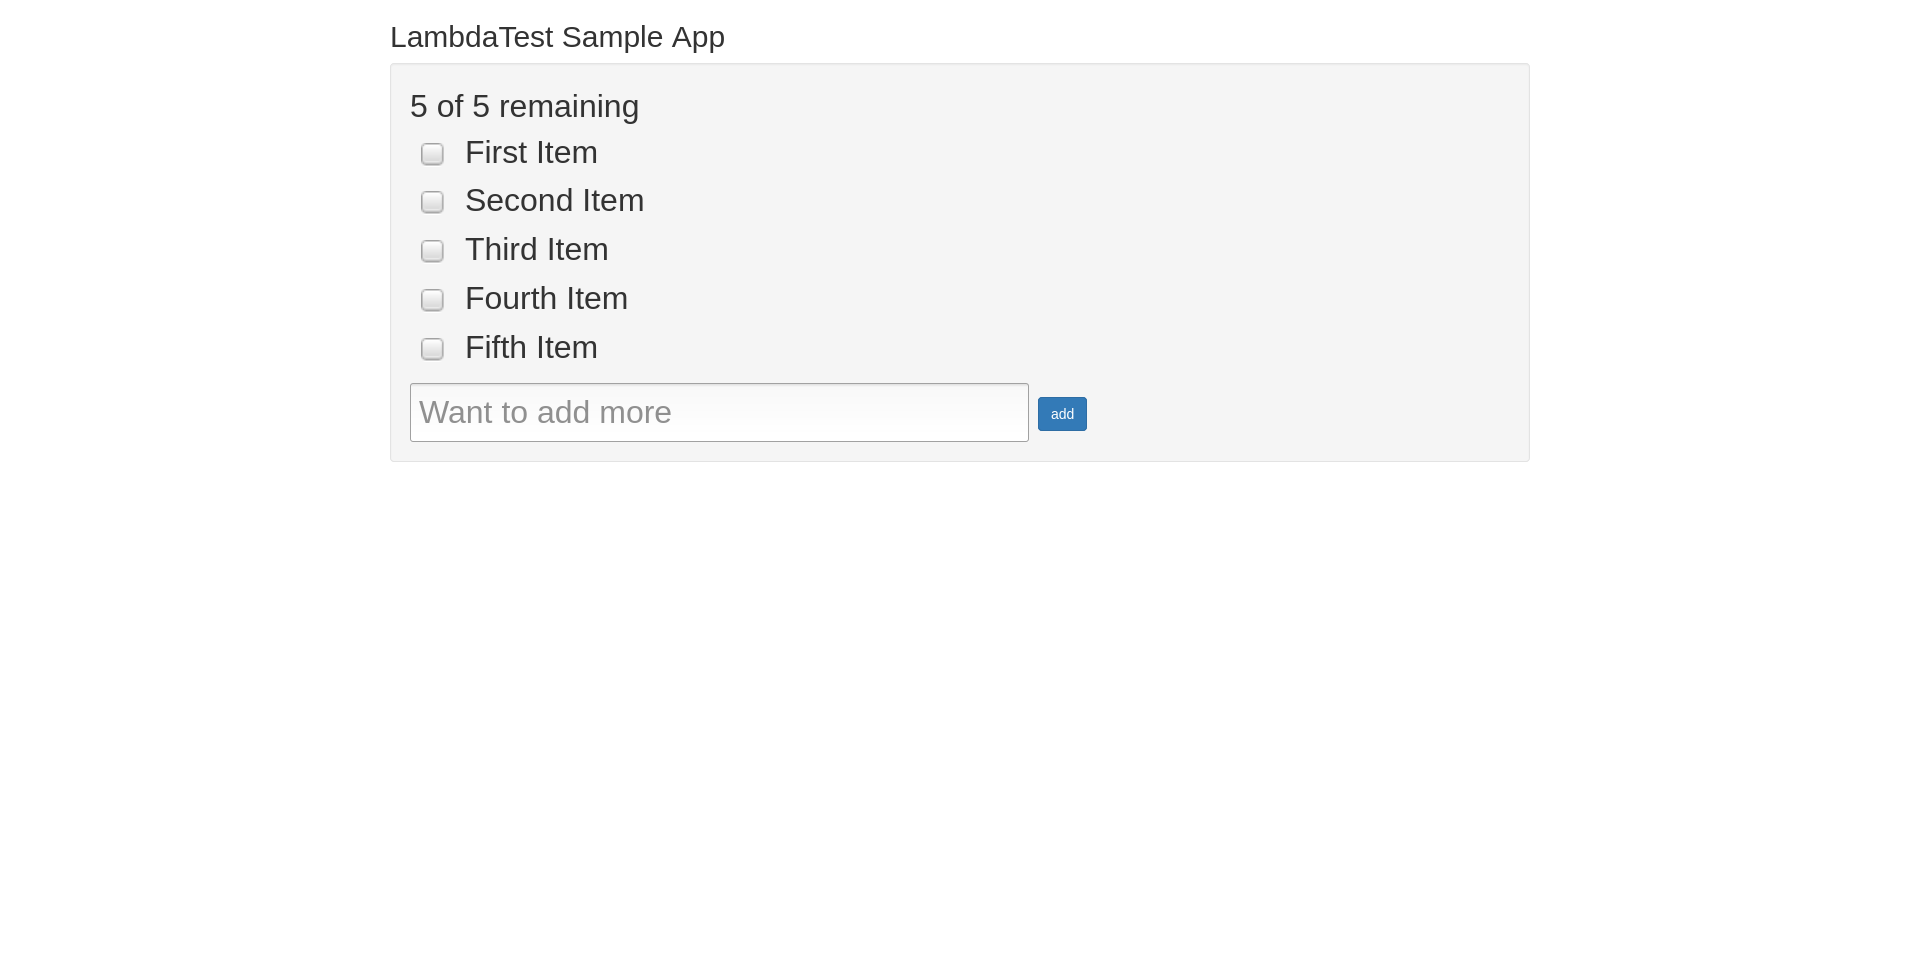 LambdaTest Sample App
5 of 5 remaining
First Item
Second Item
Third Item
Fourth Item
Fifth Item
Want to add more
add